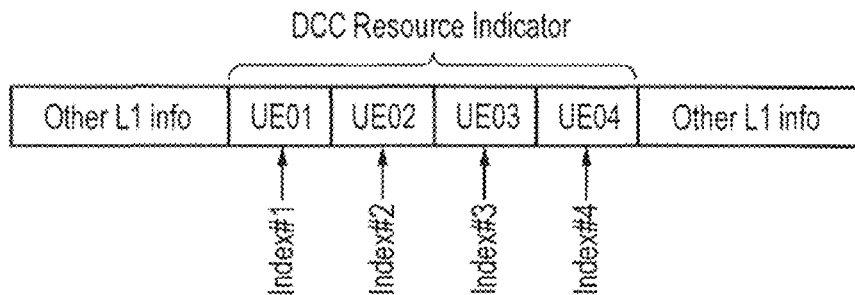 DCC Resource Indicator
Other L1 info UE01 UE02 UE03 UE04 Other L1 info
Index#1 Index#2 Index#3 Index#4